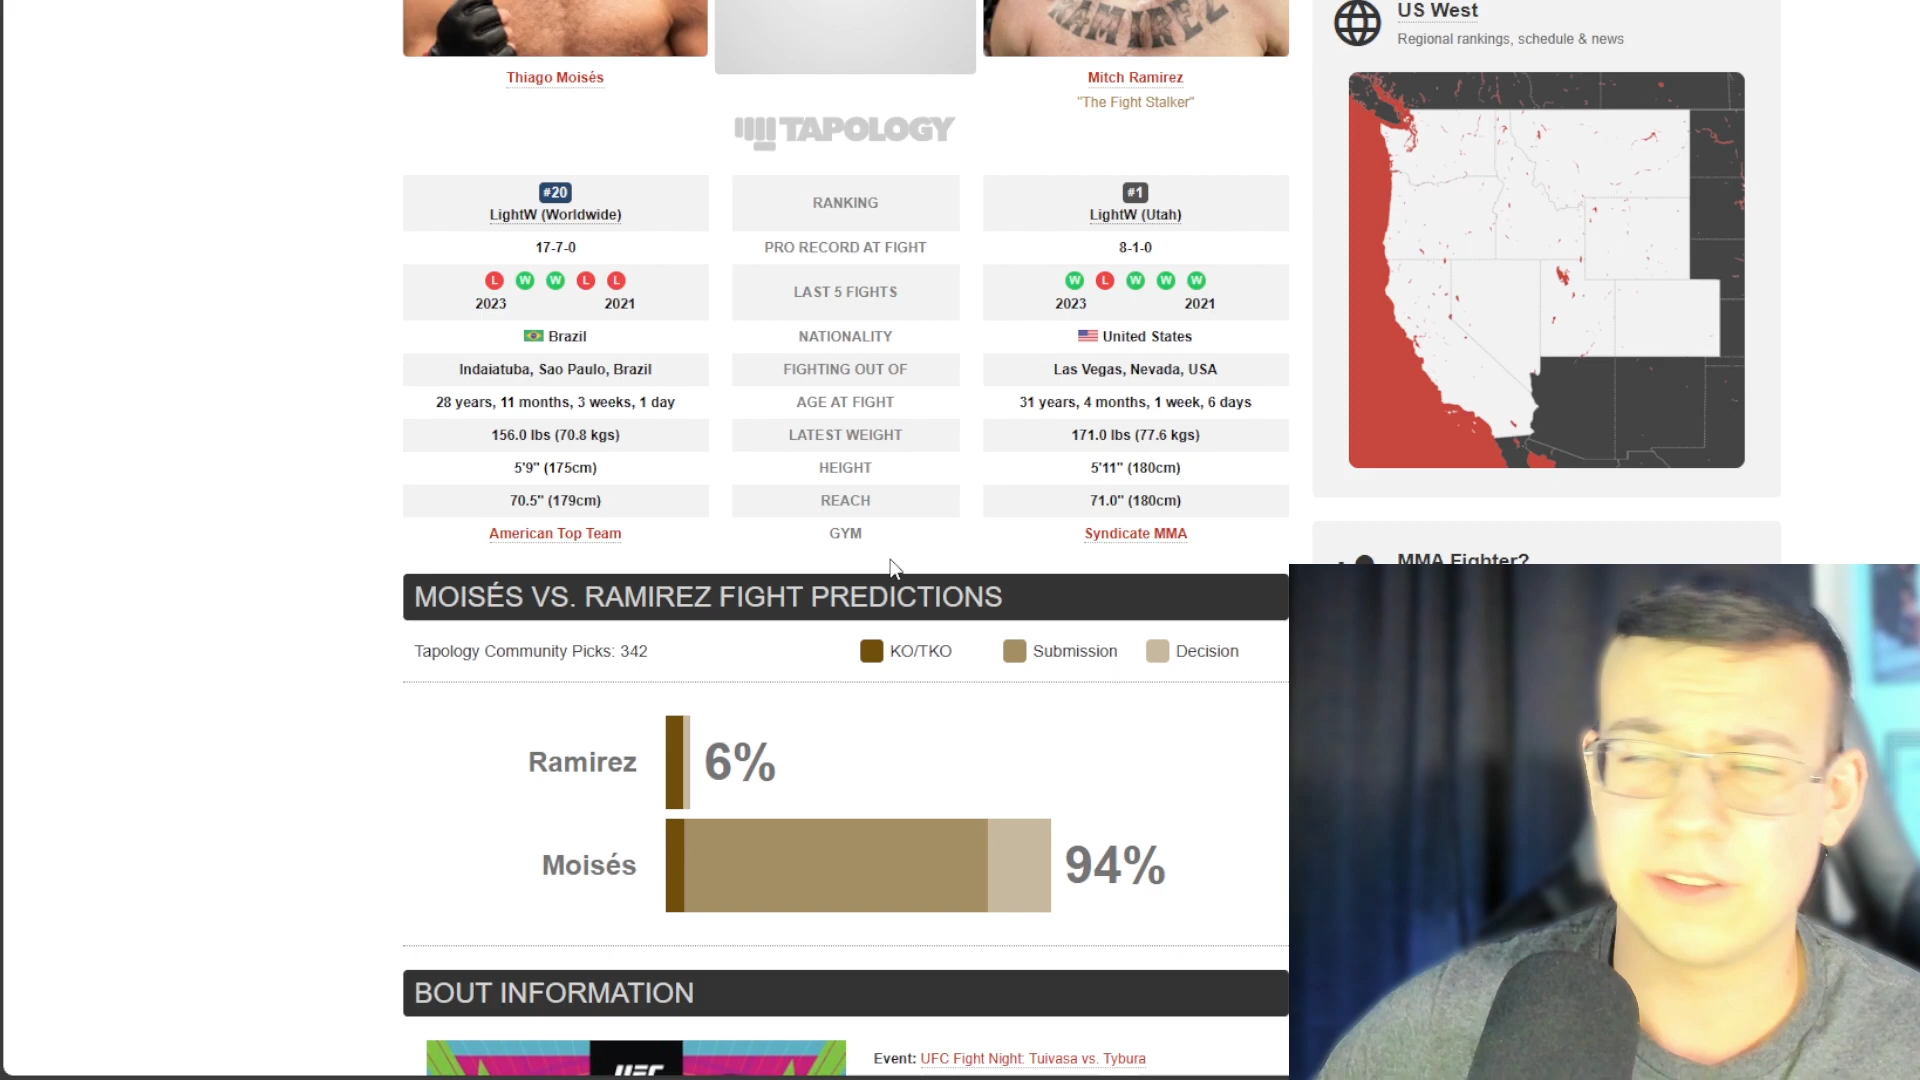 US West
Regional rankings, schedule & news
RAMIREZ
Thiago Moisés
Mitch Ramirez
"The Fight Stalker"
TAPOLOGY
#20
LightW (Worldwide)
RANKING
#1
LightW (Utah)
17-7-0
PRO RECORD AT FIGHT
8-1-0
L W W L L
2023 2021
LAST 5 FIGHTS
W L W W W
2023 2021
Brazil
NATIONALITY
United States
Indaiatuba, Sao Paulo, Brazil
FIGHTING OUT OF
Las Vegas, Nevada, USA
28 years, 11 months, 3 weeks, 1 day
AGE AT FIGHT
31 years, 4 months, 1 week, 6 days
156.0 lbs (70.8 kgs)
LATEST WEIGHT
171.0 lbs (77.6 kgs)
5'9" (175cm)
HEIGHT
5'11" (180cm)
70.5" (179cm)
REACH
71.0" (180cm)
American Top Team
GYM
Syndicate MMA
MMA Fighter?
MOISÉS VS. RAMIREZ FIGHT PREDICTIONS
Tapology Community Picks: 342
KO/TKO
Submission
Decision
Ramirez
6%
Moisés
94%
BOUT INFORMATION
UFC
Event: UFC Fight Night: Tuivasa vs. Tybura